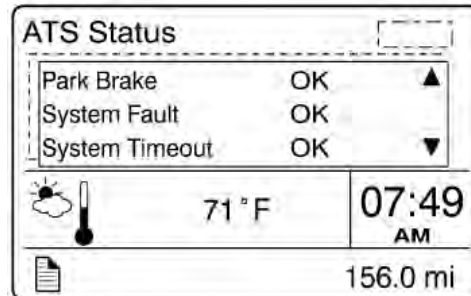 ATS Status
Park Brake OK
System Fault OK
System Timeout OK
71°F
07:49
AM
156.0 mi